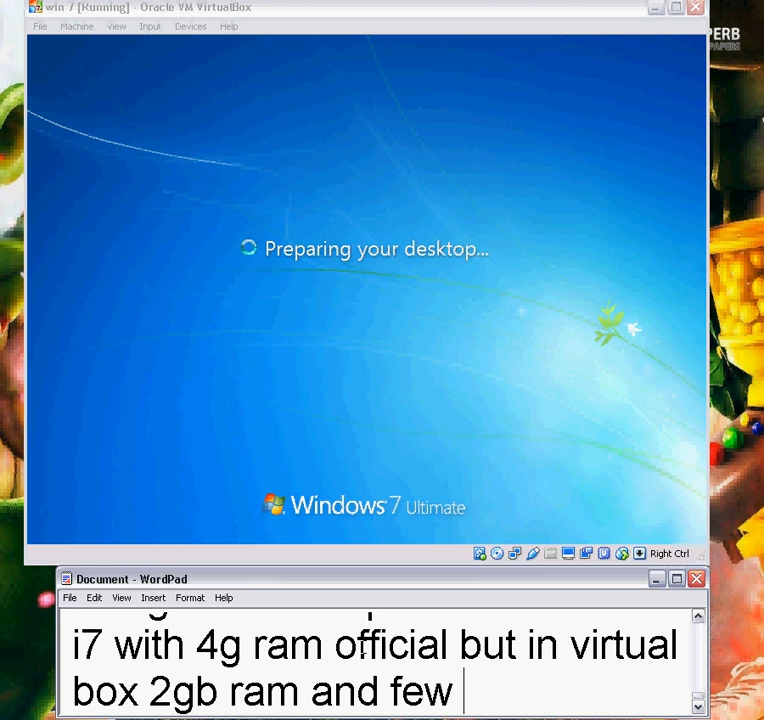 win 7 [Running] - Oracle VM VirtualBox
File Machine View Input Devices Help
Preparing your desktop...
Windows 7 Ultimate
Right Ctrl
Document - WordPad
File Edit View Insert Format Help
i7 with 4g ram official but in virtual
box 2gb ram and few